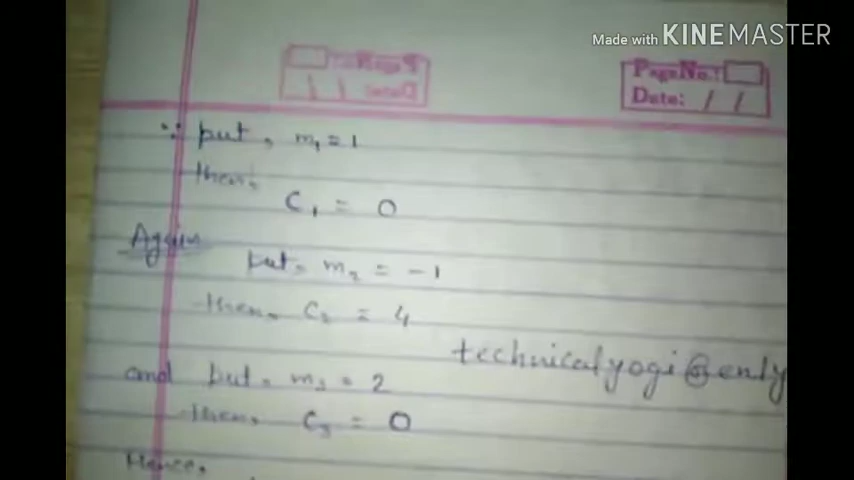 Made with KINEMASTER
Page No.:
Date: / /
∵ put, m₁ = 1
then,
C₁ = 0
Again
put, m₂ = -1
then, C₂ = 4
technicalyogi@only
and put, m₃ = 2
then, C₃ = 0
Hence,